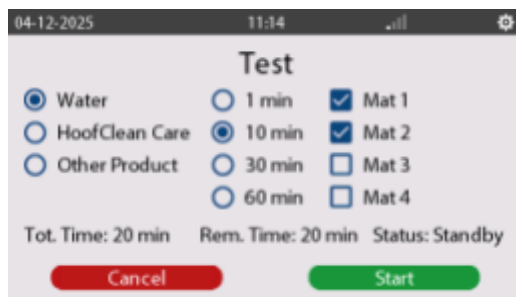 04-12-2025 11:14
Test
Water 1 min Mat 1
HoofClean Care 10 min Mat 2
Other Product 30 min Mat 3
60 min Mat 4
Tot. Time: 20 min Rem. Time: 20 min Status: Standby
Cancel Start